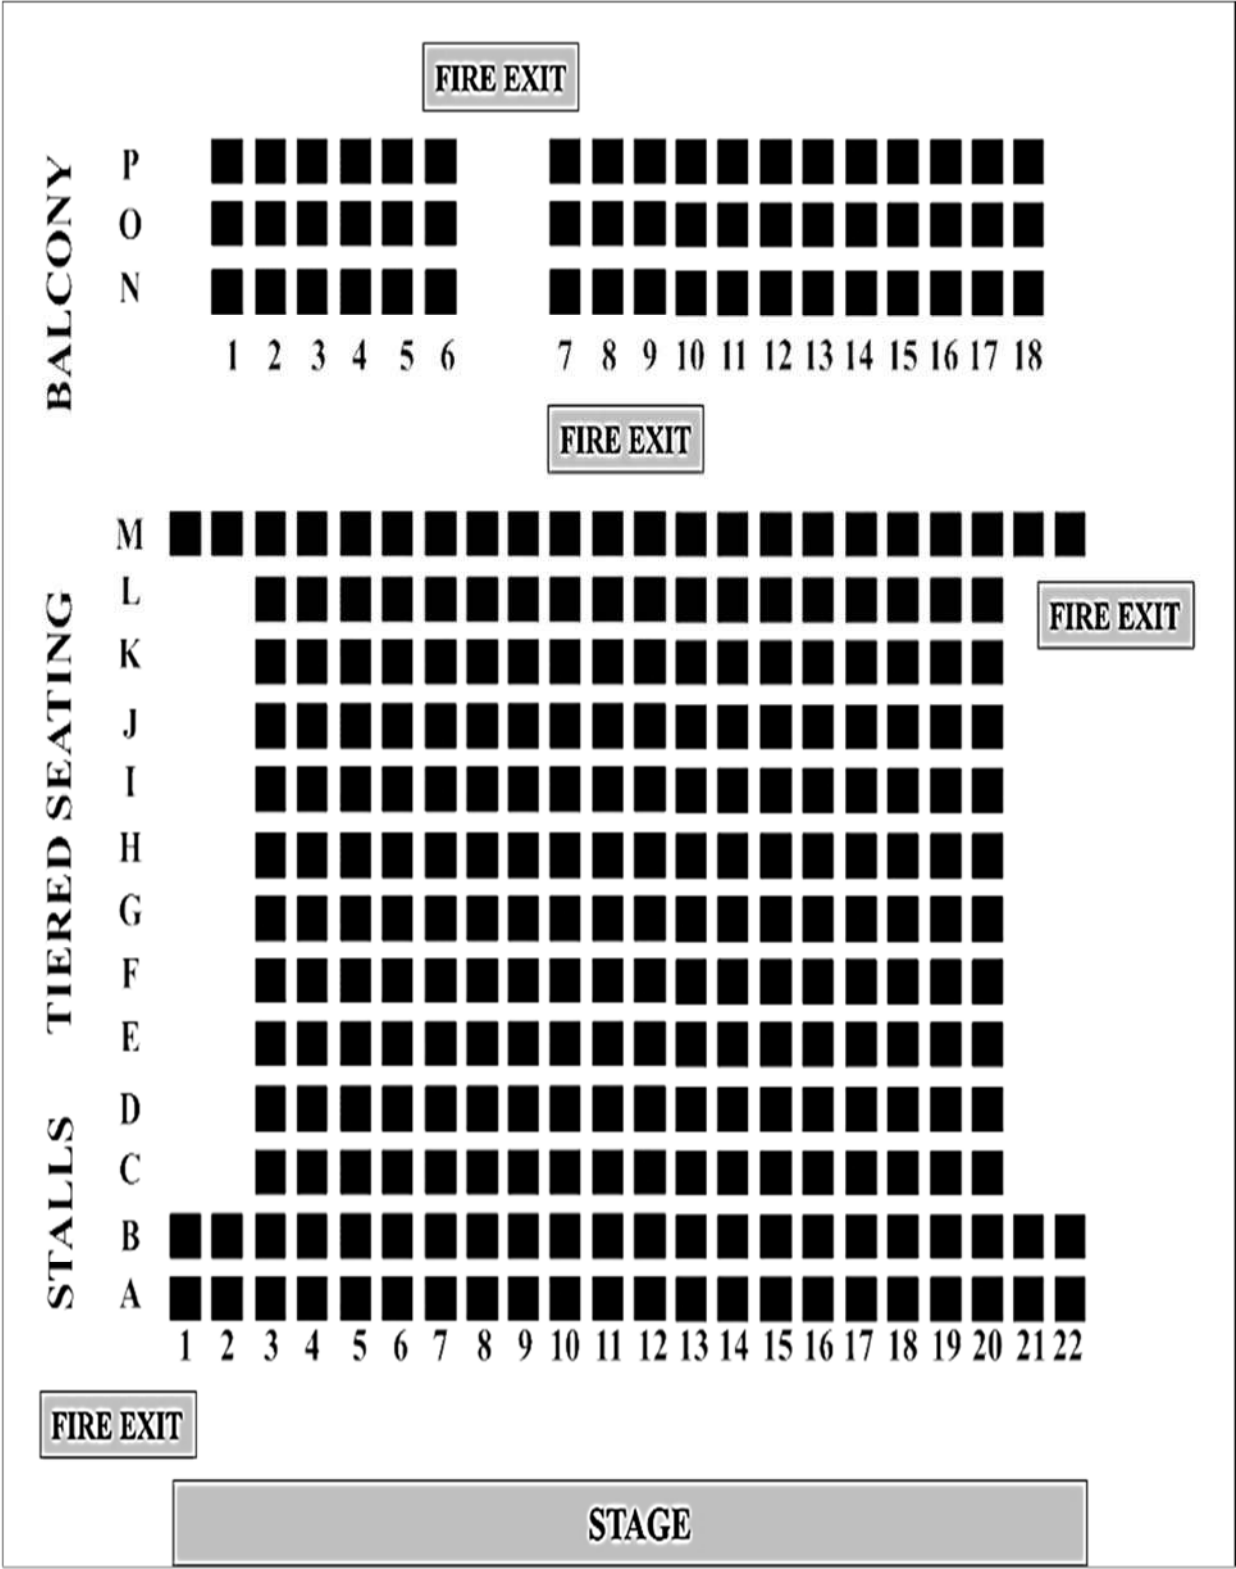 FIRE EXIT
BALCONY
P
O
N
1 2 3 4 5 6 7 8 9 10 11 12 13 14 15 16 17 18
FIRE EXIT
TIERED SEATING
M
L
FIRE EXIT
K
J
I
H
G
F
E
STALLS
D
C
B
A
1 2 3 4 5 6 7 8 9 10 11 12 13 14 15 16 17 18 19 20 21 22
FIRE EXIT
STAGE